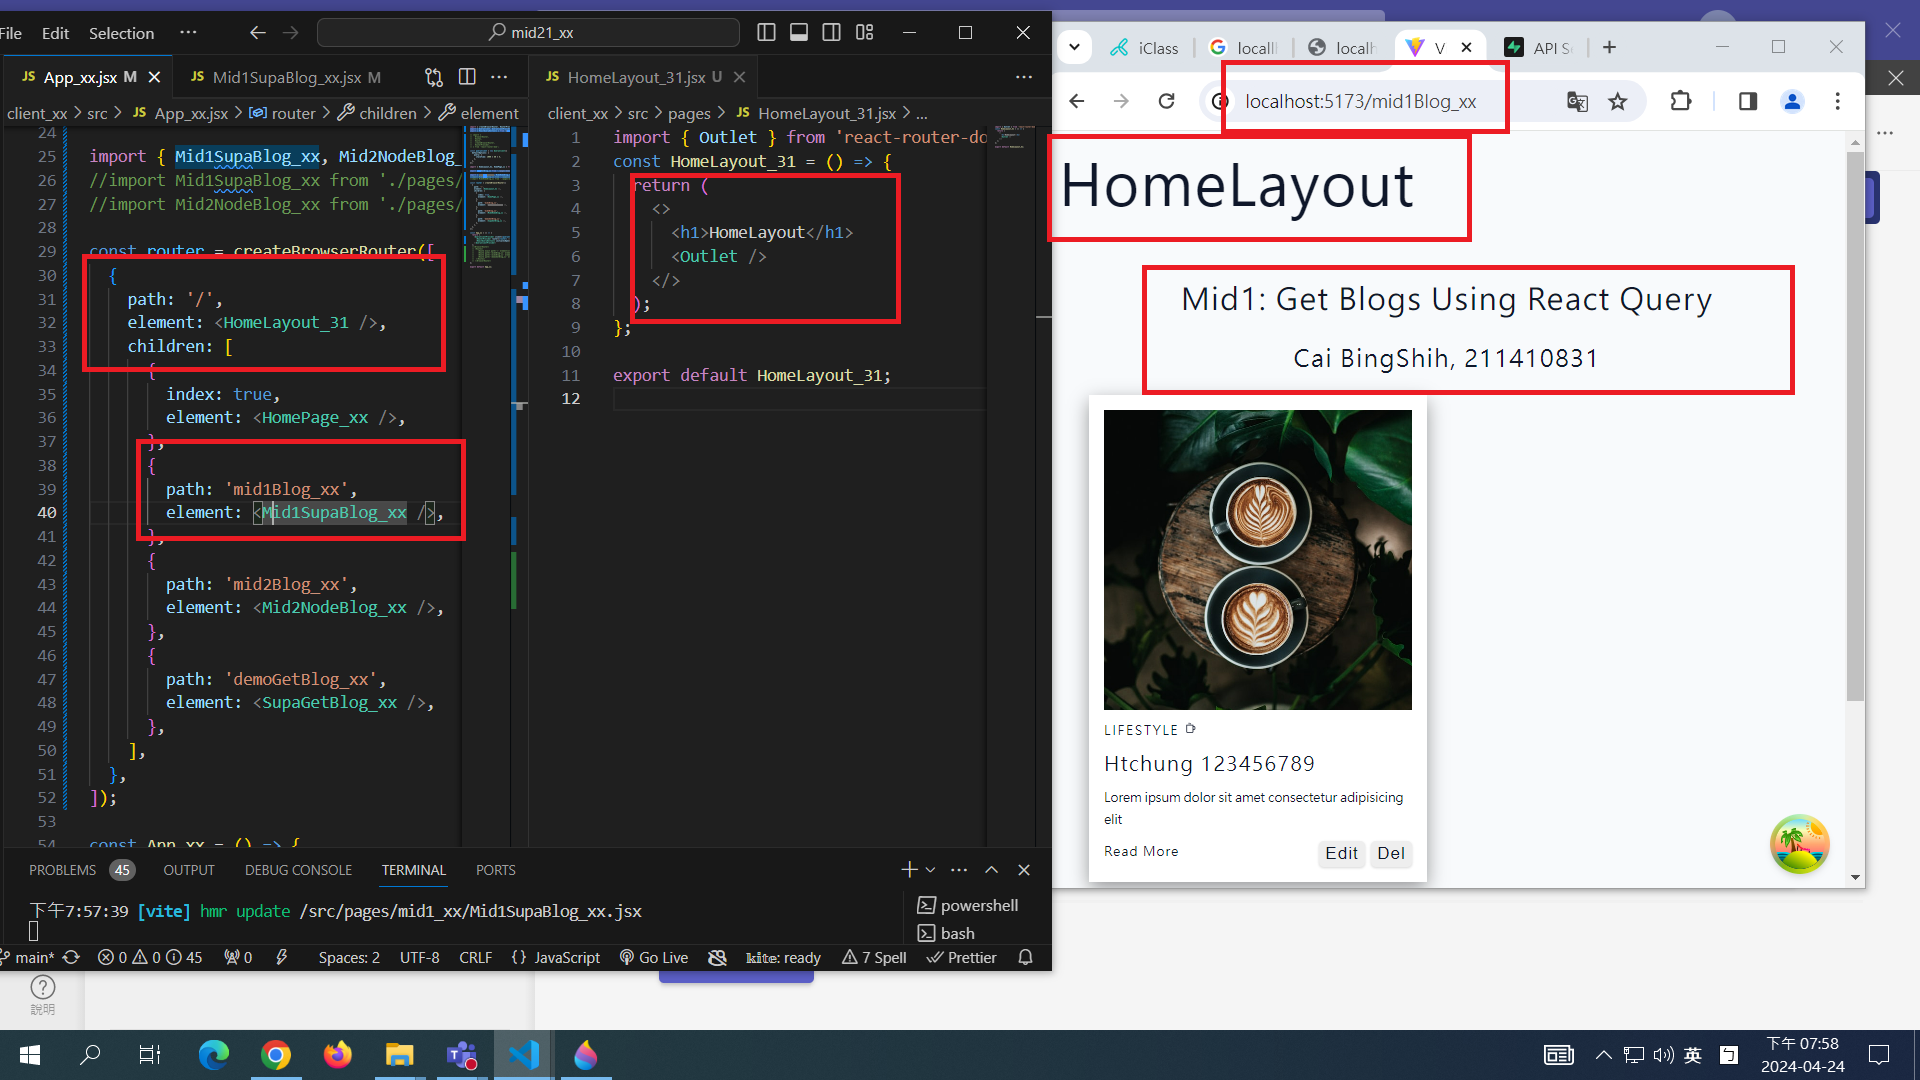 File Edit Selection ···
mid21_xx
JS App_xx.jsx M
JS Mid1SupaBlog_xx.jsx M
client_xx > src > JS App_xx.jsx > router > children > element
24
25 import { Mid1SupaBlog_xx, Mid2NodeBlog_
26 //import Mid1SupaBlog_xx from './pages/
27 //import Mid2NodeBlog_xx from './pages/
28
29 const router = createBrowserRouter([
30 {
31 path: '/',
32 element: <HomeLayout_31 />,
33 children: [
34 {
35 index: true,
36 element: <HomePage_xx />,
37 },
38 {
39 path: 'mid1Blog_xx',
40 element: <Mid1SupaBlog_xx />,
41 },
42 {
43 path: 'mid2Blog_xx',
44 element: <Mid2NodeBlog_xx />,
45 },
46 {
47 path: 'demoGetBlog_xx',
48 element: <SupaGetBlog_xx />,
49 },
50 ],
51 },
52 ]);
53
54 const App_xx = () => {
JS HomeLayout_31.jsx U
client_xx > src > pages > JS HomeLayout_31.jsx > ...
1 import { Outlet } from 'react-router-do
2 const HomeLayout_31 = () => {
3 return (
4 <>
5 <h1>HomeLayout</h1>
6 <Outlet />
7 </>
8 );
9 };
10
11 export default HomeLayout_31;
12
PROBLEMS 45 OUTPUT DEBUG CONSOLE TERMINAL PORTS
下午7:57:39 [vite] hmr update /src/pages/mid1_xx/Mid1SupaBlog_xx.jsx
powershell
bash
main* 0 0 45 0 Spaces: 2 UTF-8 CRLF {} JavaScript Go Live kite: ready 7 Spell Prettier
iClass
locall
localh
V
API S
localhost:5173/mid1Blog_xx
HomeLayout
Mid1: Get Blogs Using React Query
Cai BingShih, 211410831
LIFESTYLE
Htchung 123456789
Lorem ipsum dolor sit amet consectetur adipisicing
elit
Read More Edit Del
說明
英
下午 07:58
2024-04-24